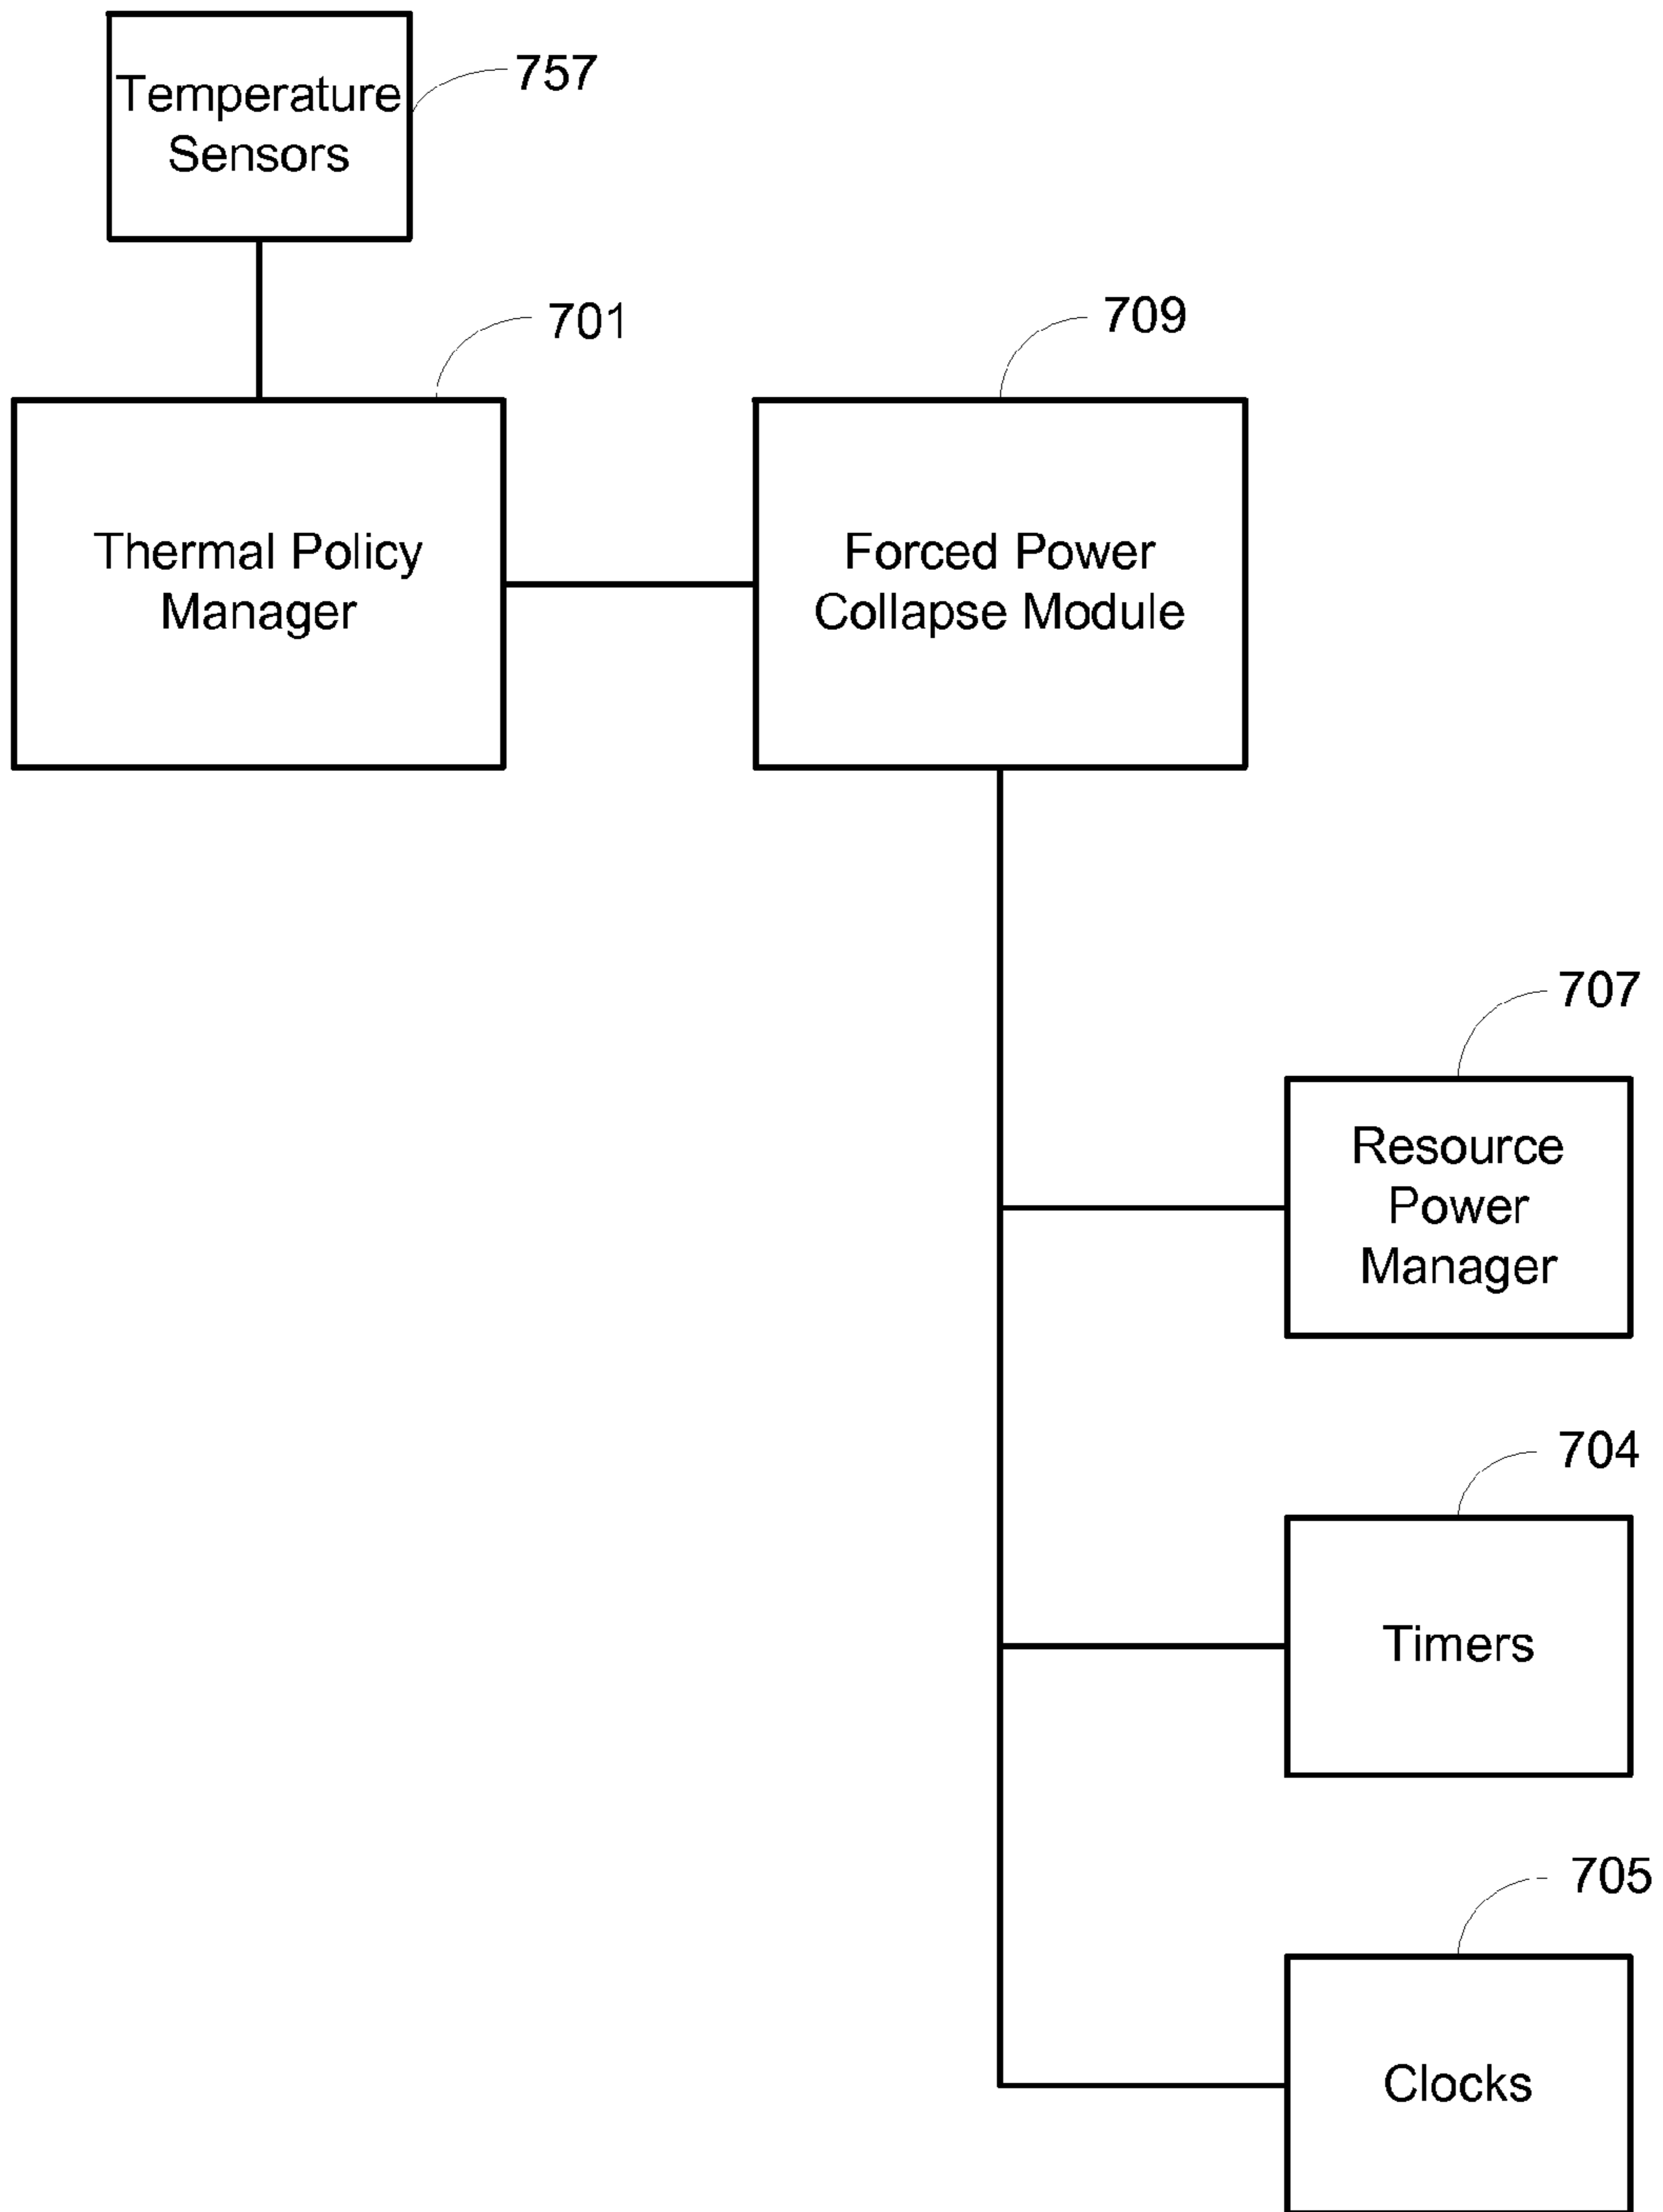 Temperature
Sensors
757
701
709
Thermal Policy
Manager
Forced Power
Collapse Module
707
Resource
Power
Manager
704
Timers
705
Clocks